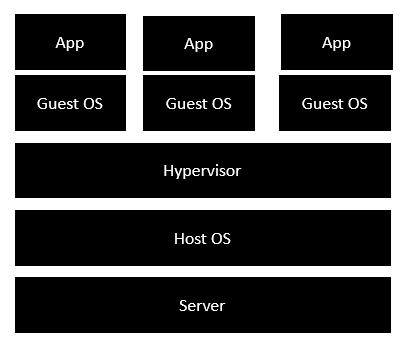 App App App
Guest OS Guest OS Guest OS
Hypervisor
Host OS
Server